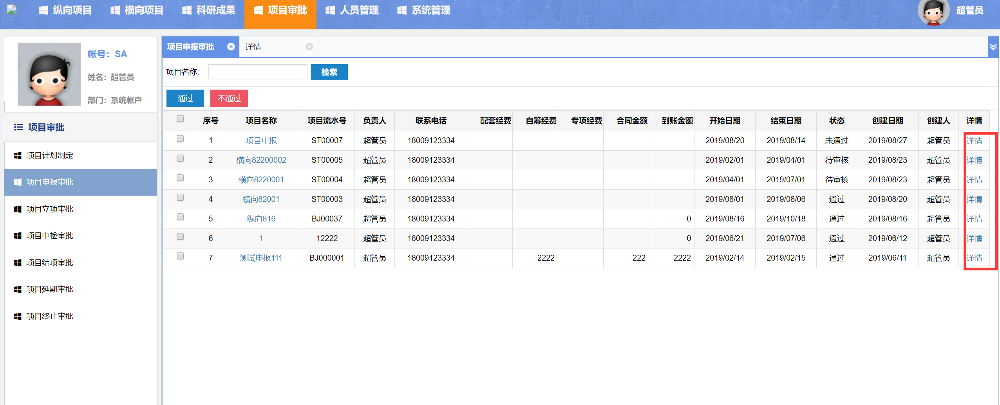 纵向项目 横向项目 科研成果 项目审批 人员管理 系统管理 超管员
帐号：SA
姓名：超管员
部门：系统帐户
项目审批
项目计划制定
项目申报审批
项目立项审批
项目中检审批
项目结项审批
项目延期审批
项目终止审批
项目申报审批 详情
项目名称： 检索
通过 不通过
序号 项目名称 项目流水号 负责人 联系电话 配套经费 自筹经费 专项经费 合同金额 到账金额 开始日期 结束日期 状态 创建日期 创建人 详情
1 项目申报 ST00007 超管员 18009123334 2019/08/20 2019/08/14 未通过 2019/08/27 超管员 详情
2 横向82200002 ST00005 超管员 18009123334 2019/02/01 2019/04/01 待审核 2019/08/23 超管员 详情
3 横向8220001 ST00004 超管员 18009123334 2019/04/01 2019/07/01 待审核 2019/08/23 超管员 详情
4 横向82001 ST00003 超管员 18009123334 2019/08/01 2019/08/06 通过 2019/08/20 超管员 详情
5 纵向816 BJ00037 超管员 18009123334 0 2019/08/16 2019/10/18 通过 2019/08/16 超管员 详情
6 1 12222 超管员 18009123334 0 2019/06/21 2019/07/06 通过 2019/06/12 超管员 详情
7 测试申报111 BJ000001 超管员 18009123334 2222 222 2222 2019/02/14 2019/02/15 通过 2019/06/11 超管员 详情